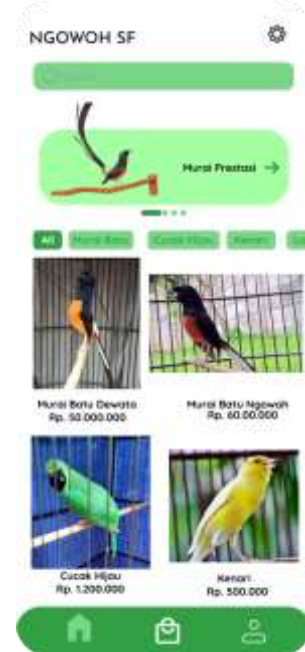 NGOWOH SF
Murai Prestasi
All
Murai Batu
Cucak Hijau
Kenari
Murai Batu Dewata
Rp. 50.000.000
Murai Batu Ngowoh
Rp. 60.00.000
Cucak Hijau
Rp. 1.200.000
Kenari
Rp. 500.000